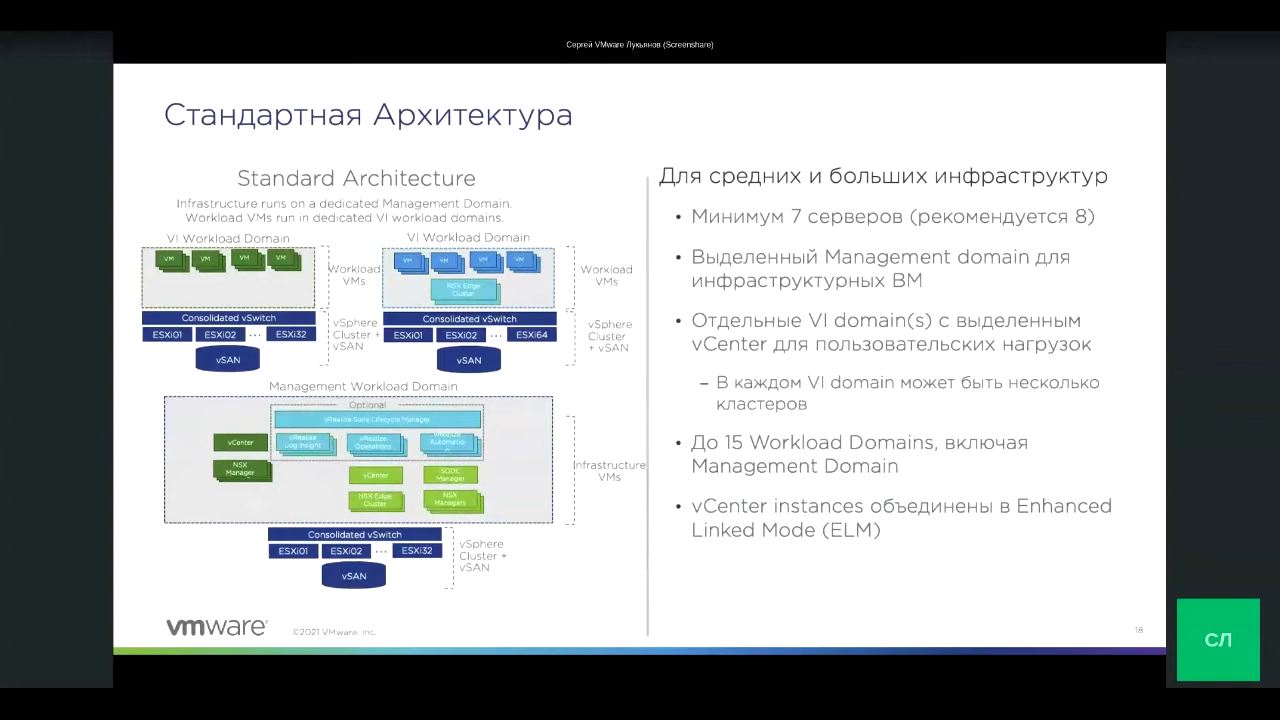 Сергей VMware Лукьянов (Screenshare)
Стандартная Архитектура
Standard Architecture
Infrastructure runs on a dedicated Management Domain.
Workload VMs run in dedicated VI workload domains.
VI Workload Domain
VM VM VM VM
Workload
VMs
Consolidated vSwitch
ESXi01 ESXi02 ... ESXi32
vSAN
vSphere
Cluster +
vSAN
VI Workload Domain
VM VM VM VM
NSX Edge
Cluster
Workload
VMs
Consolidated vSwitch
ESXi01 ESXi02 ... ESXi64
vSAN
vSphere
Cluster
+ vSAN
Management Workload Domain
Optional
vRealize Suite Lifecycle Manager
vCenter
vRealize
Log Insight
vRealize
Operations
vRealize
Automatio
n
NSX
Manager
vCenter
SDDC
Manager
NSX Edge
Cluster
NSX
Managers
Infrastructure
VMs
Consolidated vSwitch
ESXi01 ESXi02 ... ESXi32
vSAN
vSphere
Cluster +
vSAN
Для средних и больших инфраструктур
• Минимум 7 серверов (рекомендуется 8)
• Выделенный Management domain для
инфраструктурных ВМ
• Отдельные VI domain(s) с выделенным
vCenter для пользовательских нагрузок
– В каждом VI domain может быть несколько
кластеров
• До 15 Workload Domains, включая
Management Domain
• vCenter instances объединены в Enhanced
Linked Mode (ELM)
vmware®
©2021 VMware, Inc.
18
СЛ